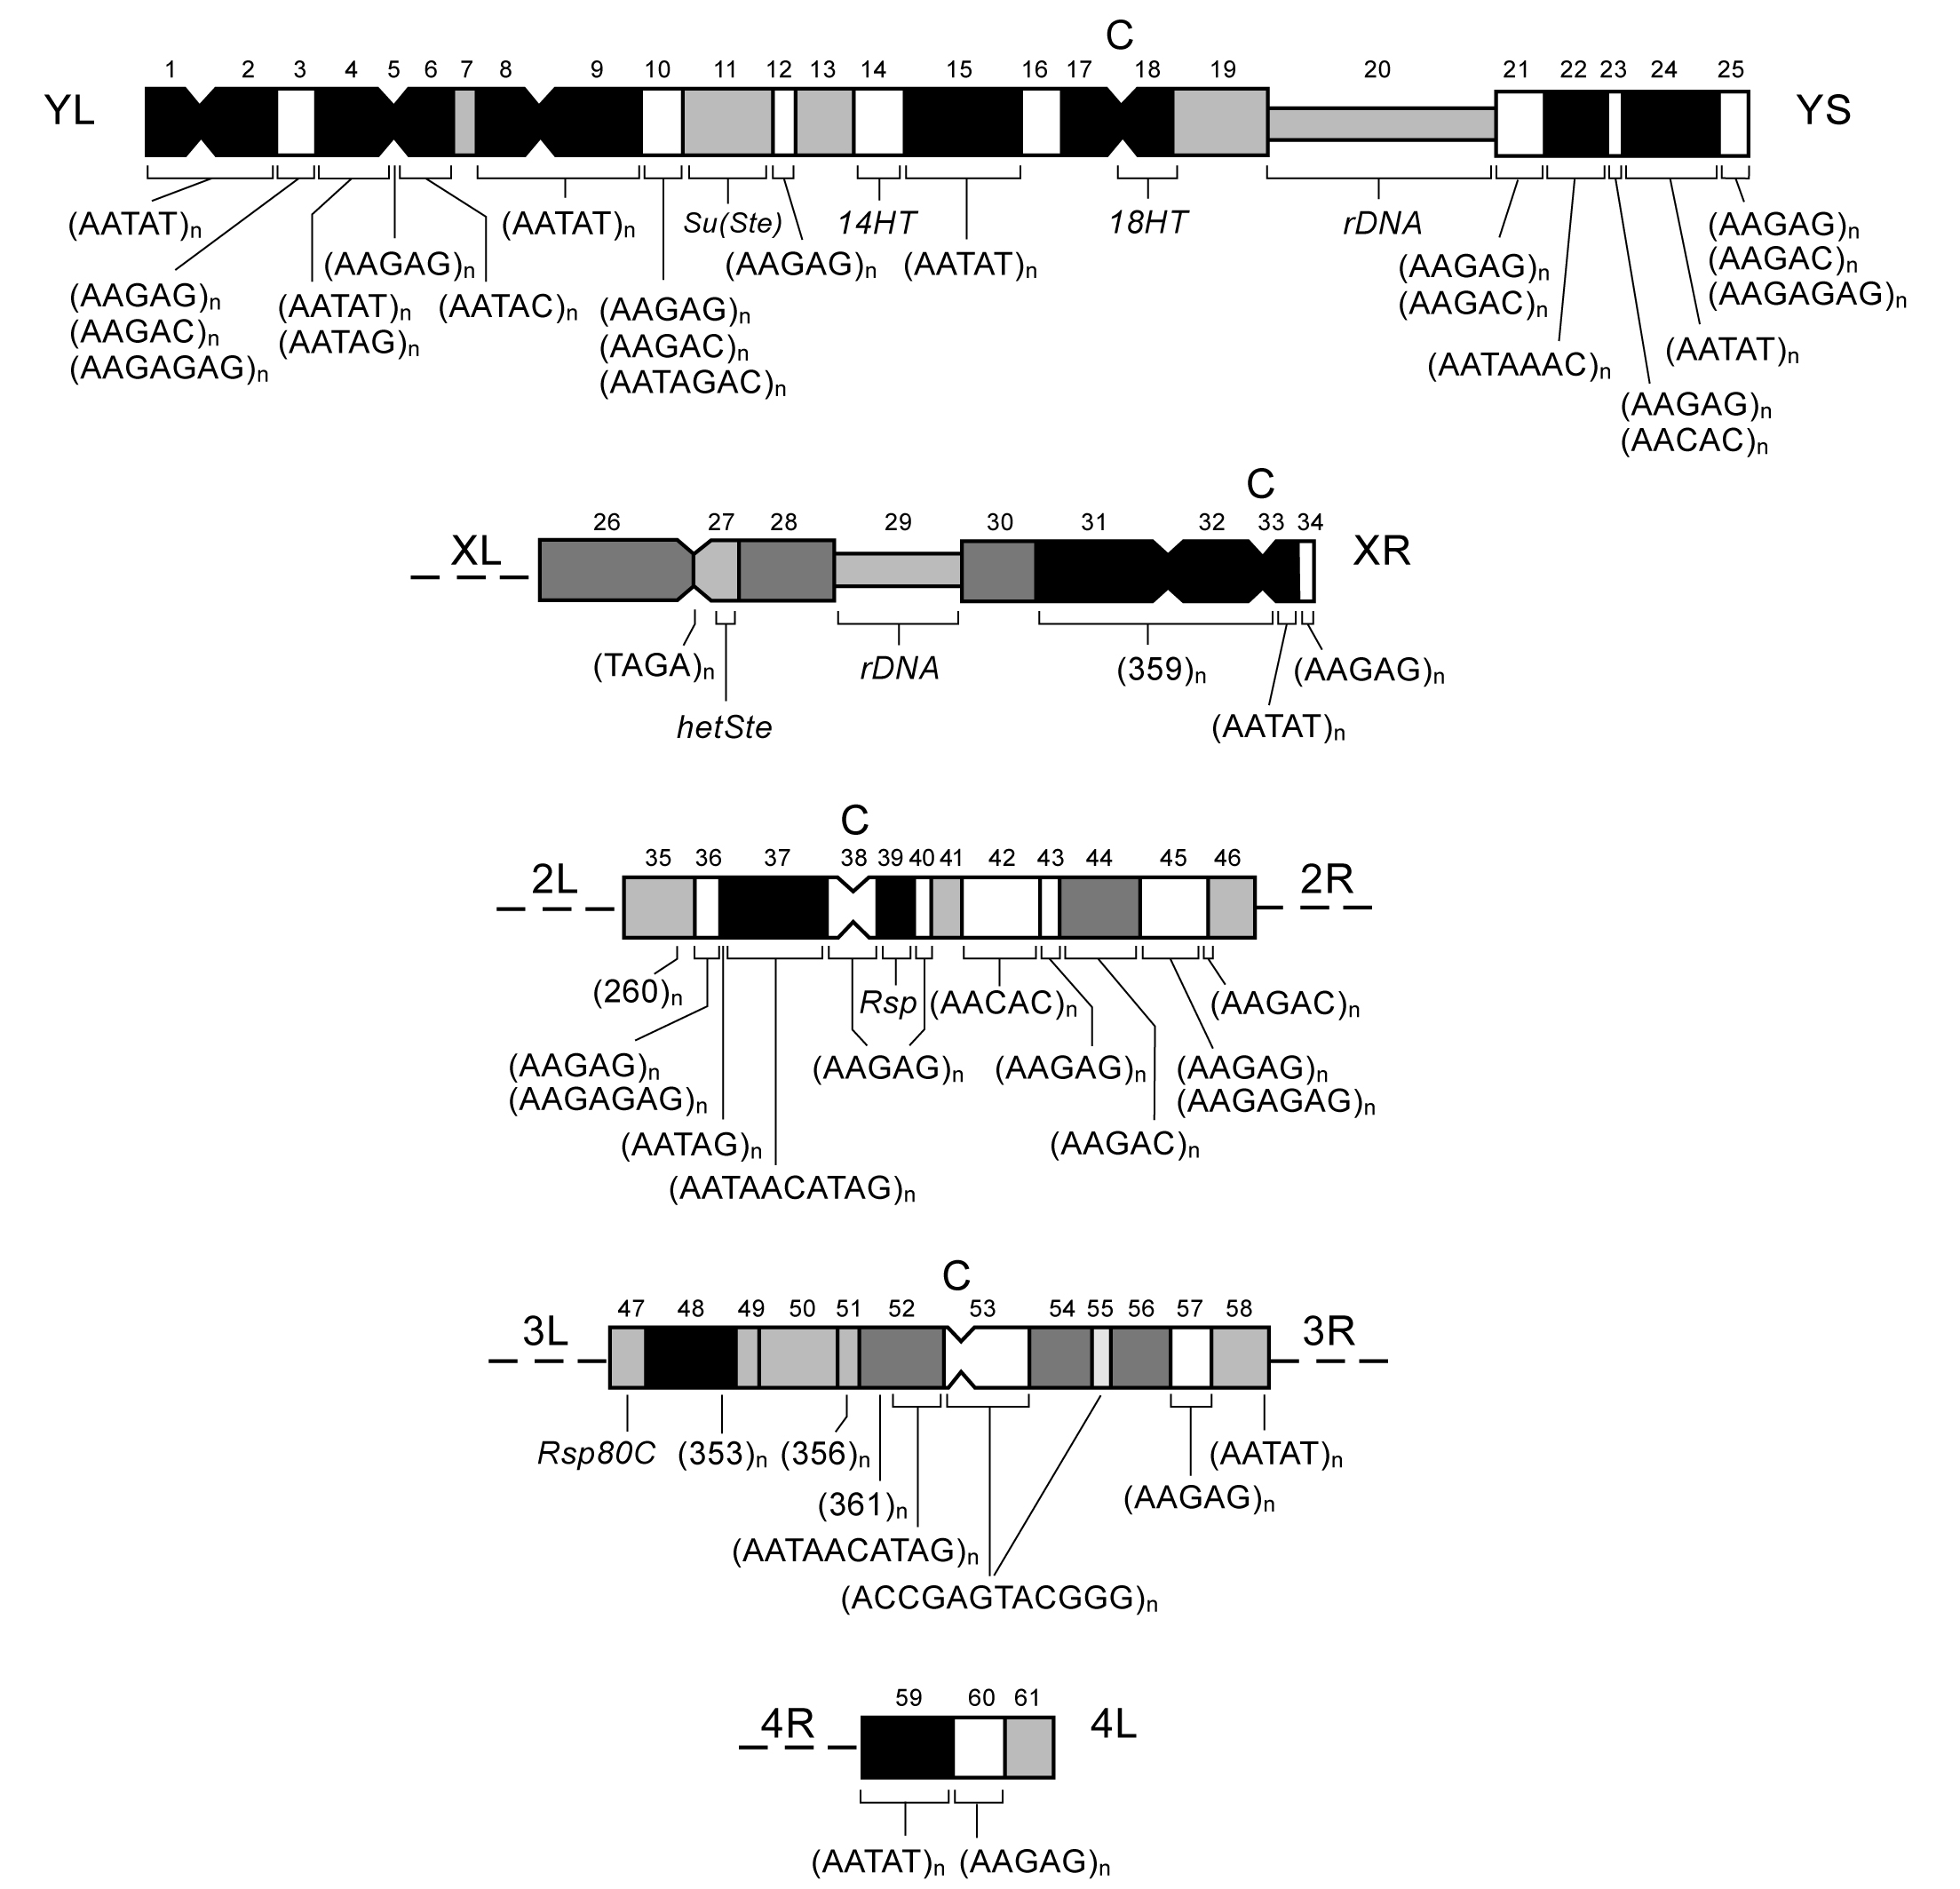 C
1 2 3 4 5 6 7 8 9 10 11 12 13 14 15 16 17 18 19 20 21 22 23 24 25
YL YS
(AATAT)n (AATAT)n Su(Ste) 14HT 18HT rDNA (AAGAG)n
(AAGAC)n
(AAGAGAG)n
(AAGAG)n (AAGAG)n (AATAT)n (AAGAG)n
(AAGAC)n
(AAGAG)n
(AAGAC)n
(AAGAGAG)n
(AATAT)n
(AATAG)n
(AATAC)n
(AAGAG)n
(AAGAC)n
(AATAGAC)n
(AATAAAC)n (AATAT)n
(AAGAG)n
(AACAC)n
C
26 27 28 29 30 31 32 33 34
XL XR
(TAGA)n rDNA (359)n (AAGAG)n
hetSte (AATAT)n
C
35 36 37 38 39 40 41 42 43 44 45 46
2L 2R
(260)n Rsp (AACAC)n (AAGAC)n
(AAGAG)n
(AAGAGAG)n
(AAGAG)n (AAGAG)n (AAGAG)n
(AAGAGAG)n
(AATAG)n (AAGAC)n
(AATAACATAG)n
C
47 48 49 50 51 52 53 54 55 56 57 58
3L 3R
Rsp80C (353)n (356)n (AATAT)n
(361)n (AAGAG)n
(AATAACATAG)n
(ACCGAGTACGGG)n
59 60 61
4R 4L
(AATAT)n (AAGAG)n